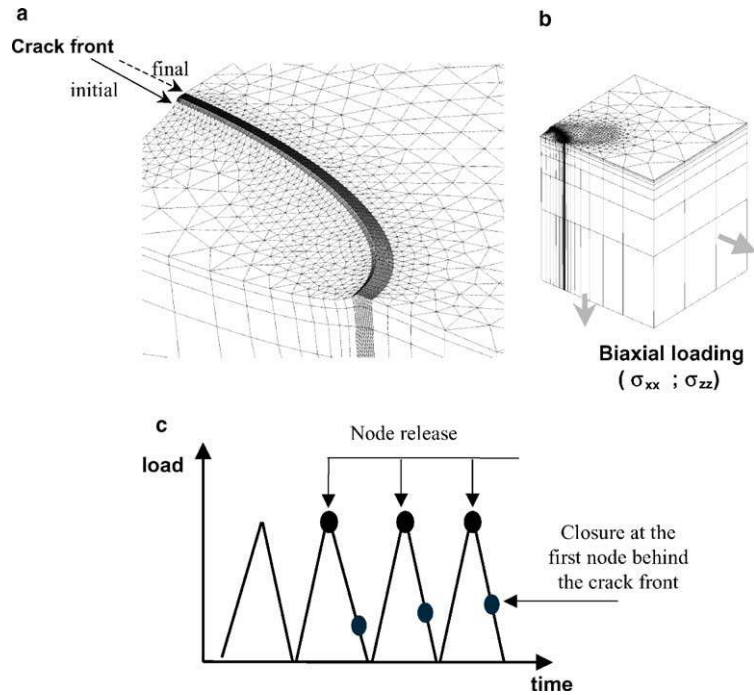 a
Crack front
final
initial
b
Biaxial loading
( σxx ; σzz)
c
Node release
load
Closure at the
first node behind
the crack front
time